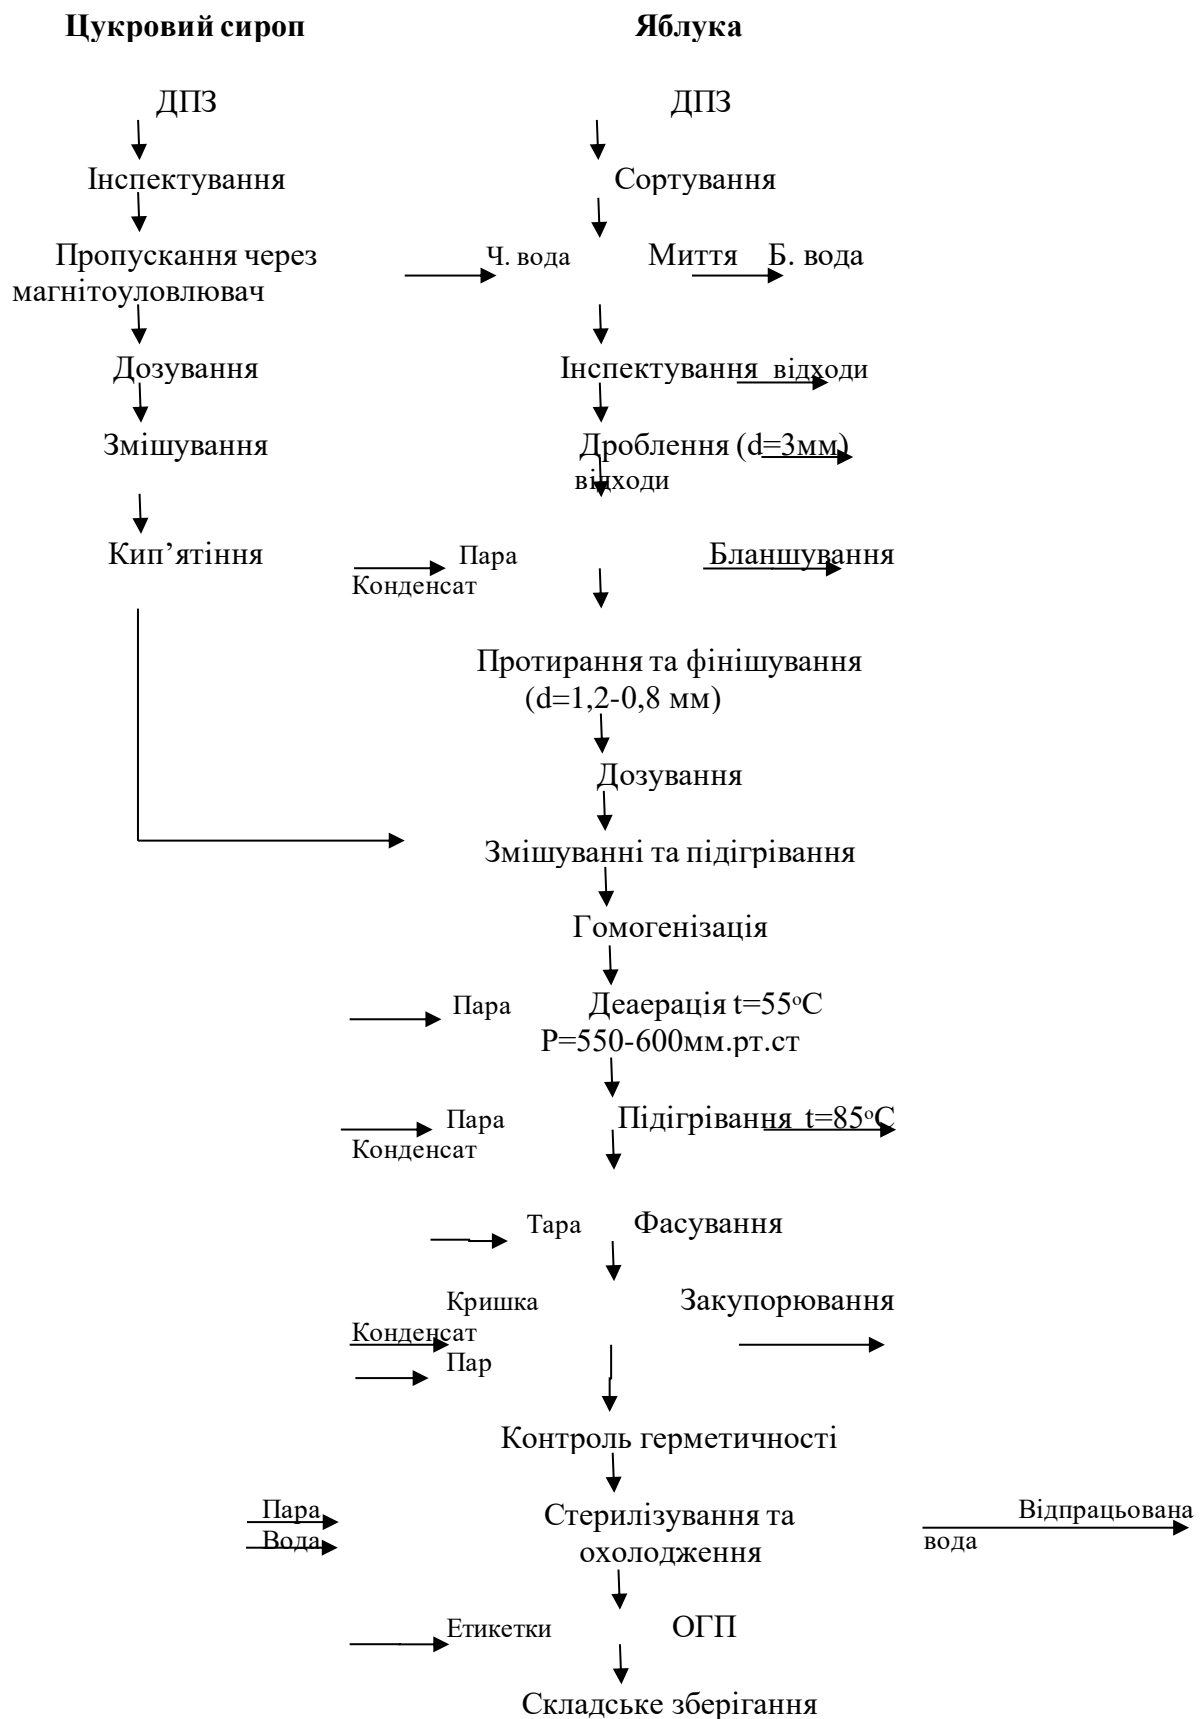 Цукровий сироп
Яблука
ДПЗ
ДПЗ
Інспектування
Сортування
Пропускання через
магнітоуловлювач
Ч. вода
Миття
Б. вода
Дозування
Інспектування
відходи
Змішування
Дроблення (d=3мм)
відходи
Кип’ятіння
Пара
Бланшування
Конденсат
Протирання та фінішування
(d=1,2-0,8 мм)
Дозування
Змішуванні та підігрівання
Гомогенізація
Пара
Деаерація t=55°C
Р=550-600мм.рт.ст
Пара
Підігрівання t=85°C
Конденсат
Тара
Фасування
Кришка
Закупорювання
Конденсат
Пар
Контроль герметичності
Пара
Стерилізування та
Відпрацьована
Вода
охолодження
вода
Етикетки
ОГП
Складське зберігання